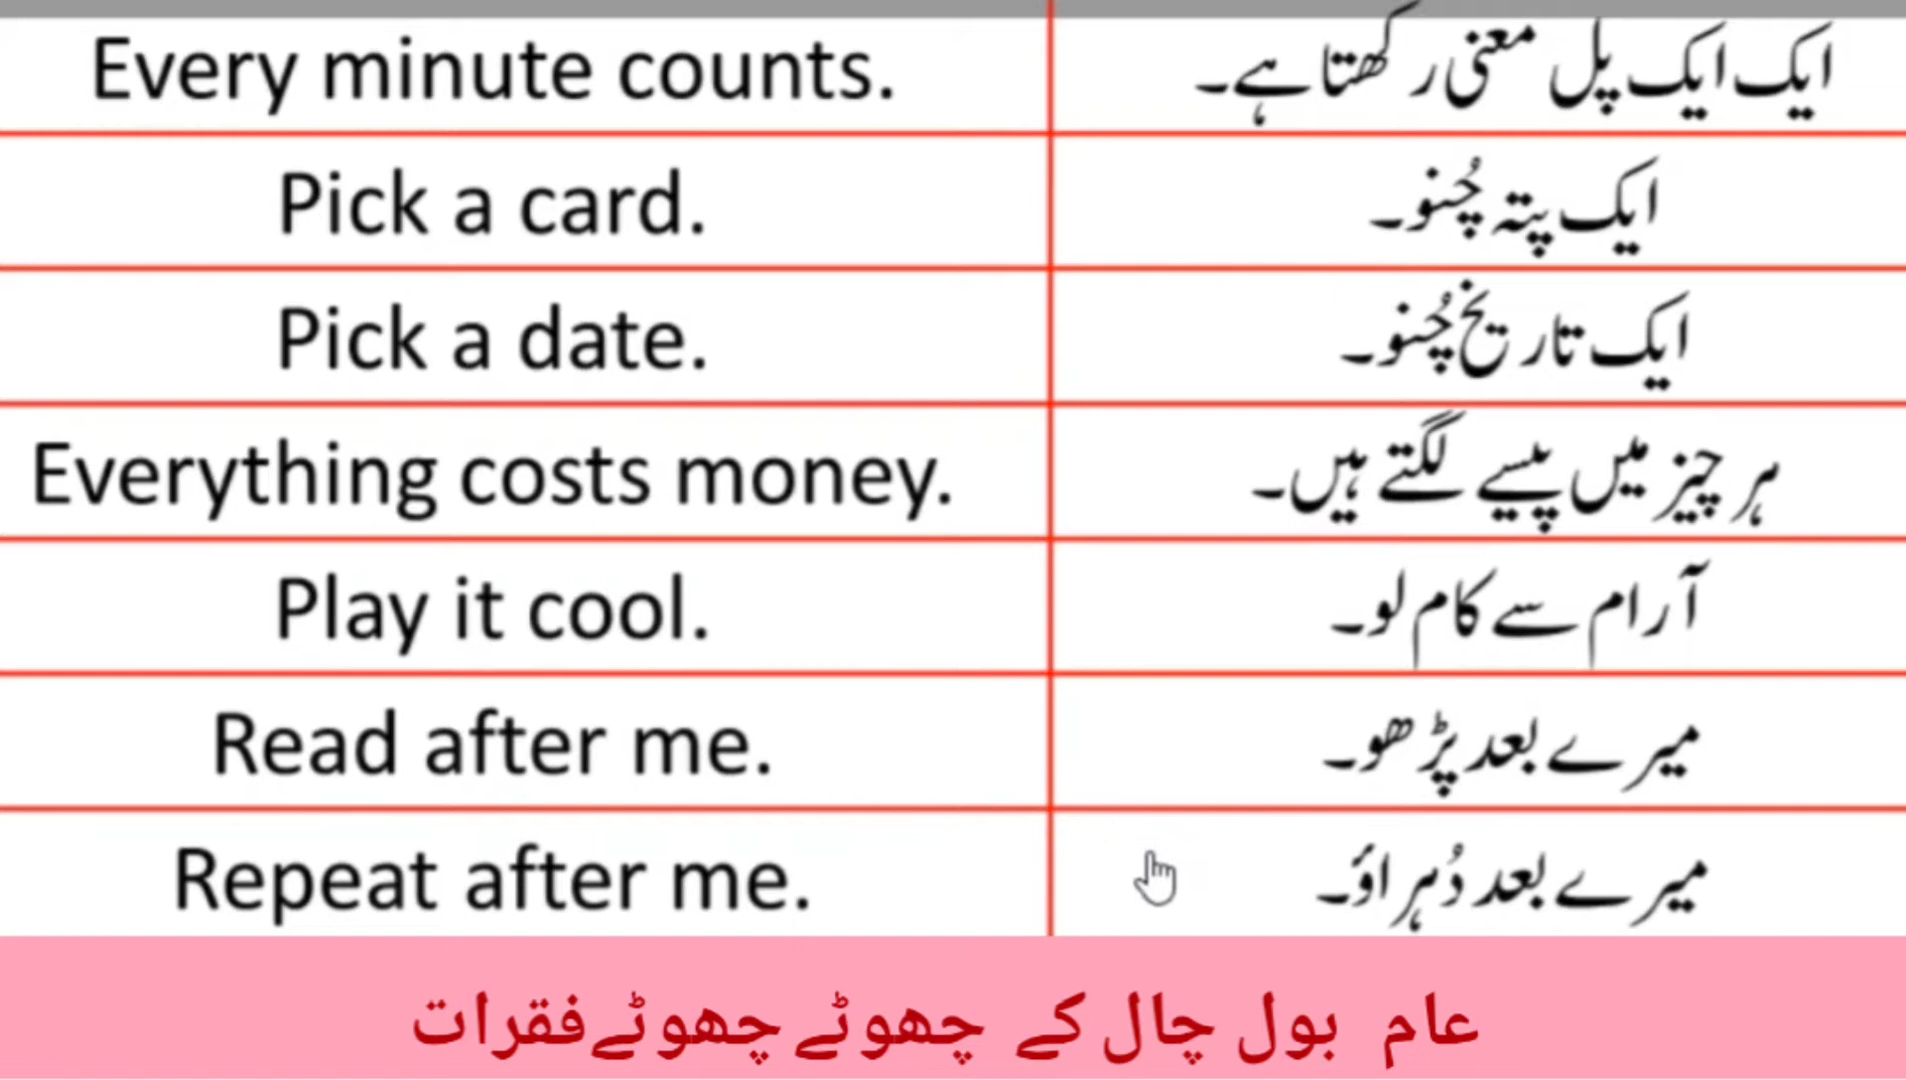 Every minute counts. ایک ایک پل معنی رکھتا ہے۔
Pick a card. ایک پتہ چُنو۔
Pick a date. ایک تاریخ چُنو۔
Everything costs money. ہر چیز میں پیسے لگتے ہیں۔
Play it cool. آرام سے کام لو۔
Read after me. میرے بعد پڑھو۔
Repeat after me. میرے بعد دُہراؤ۔
عام بول چال کے چھوٹے چھوٹے فقرات